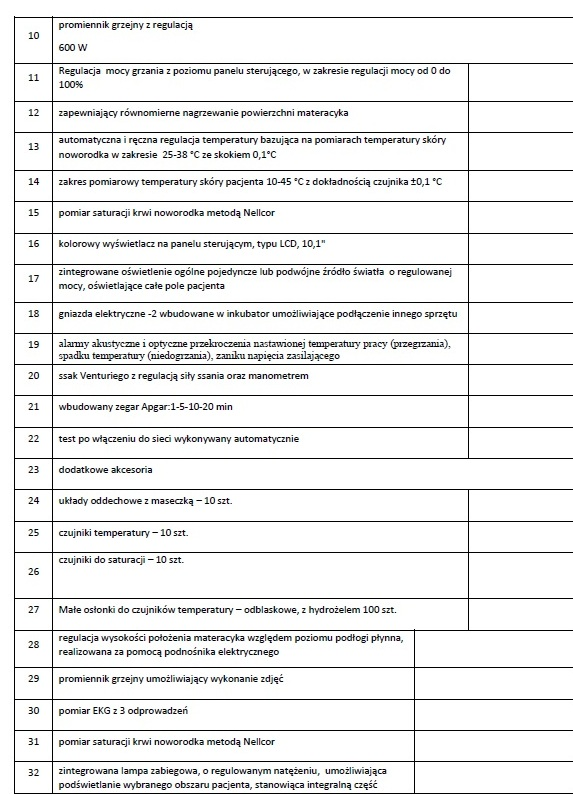 10
promiennik grzejny z regulacją
600 W
11
Regulacja mocy grzania z poziomu panelu sterującego, w zakresie regulacji mocy od 0 do
100%
12
zapewniający równomierne nagrzewanie powierzchni materacyka
13
automatyczna i ręczna regulacja temperatury bazująca na pomiarach temperatury skóry
noworodka w zakresie 25-38 °C ze skokiem 0,1°C
14
zakres pomiarowy temperatury skóry pacjenta 10-45 °C z dokładnością czujnika ±0,1 °C
15
pomiar saturacji krwi noworodka metodą Nellcor
16
kolorowy wyświetlacz na panelu sterującym, typu LCD, 10,1"
17
zintegrowane oświetlenie ogólne pojedyncze lub podwójne źródło światła o regulowanej
mocy, oświetlające całe pole pacjenta
18
gniazda elektryczne -2 wbudowane w inkubator umożliwiające podłączenie innego sprzętu
19
alarmy akustyczne i optyczne przekroczenia nastawionej temperatury pracy (przegrzania),
spadku temperatury (niedogrzania), zaniku napięcia zasilającego
20
ssak Venturiego z regulacją siły ssania oraz manometrem
21
wbudowany zegar Apgar:1-5-10-20 min
22
test po włączeniu do sieci wykonywany automatycznie
23
dodatkowe akcesoria
24
układy oddechowe z maseczką – 10 szt.
25
czujniki temperatury – 10 szt.
26
czujniki do saturacji – 10 szt.
27
Małe osłonki do czujników temperatury – odblaskowe, z hydrożelem 100 szt.
28
regulacja wysokości położenia materacyka względem poziomu podłogi płynna,
realizowana za pomocą podnośnika elektrycznego
29
promiennik grzejny umożliwiający wykonanie zdjęć
30
pomiar EKG z 3 odprowadzeń
31
pomiar saturacji krwi noworodka metodą Nellcor
32
zintegrowana lampa zabiegowa, o regulowanym natężeniu, umożliwiająca
podświetlanie wybranego obszaru pacjenta, stanowiąca integralną część